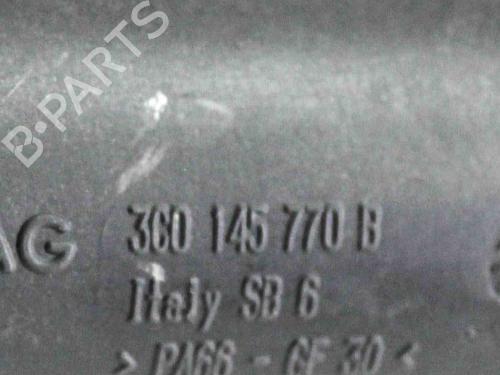 B-PARTS
AG 3C0 145 770 B
Italy SB 6
> PA66 - GF 30 <